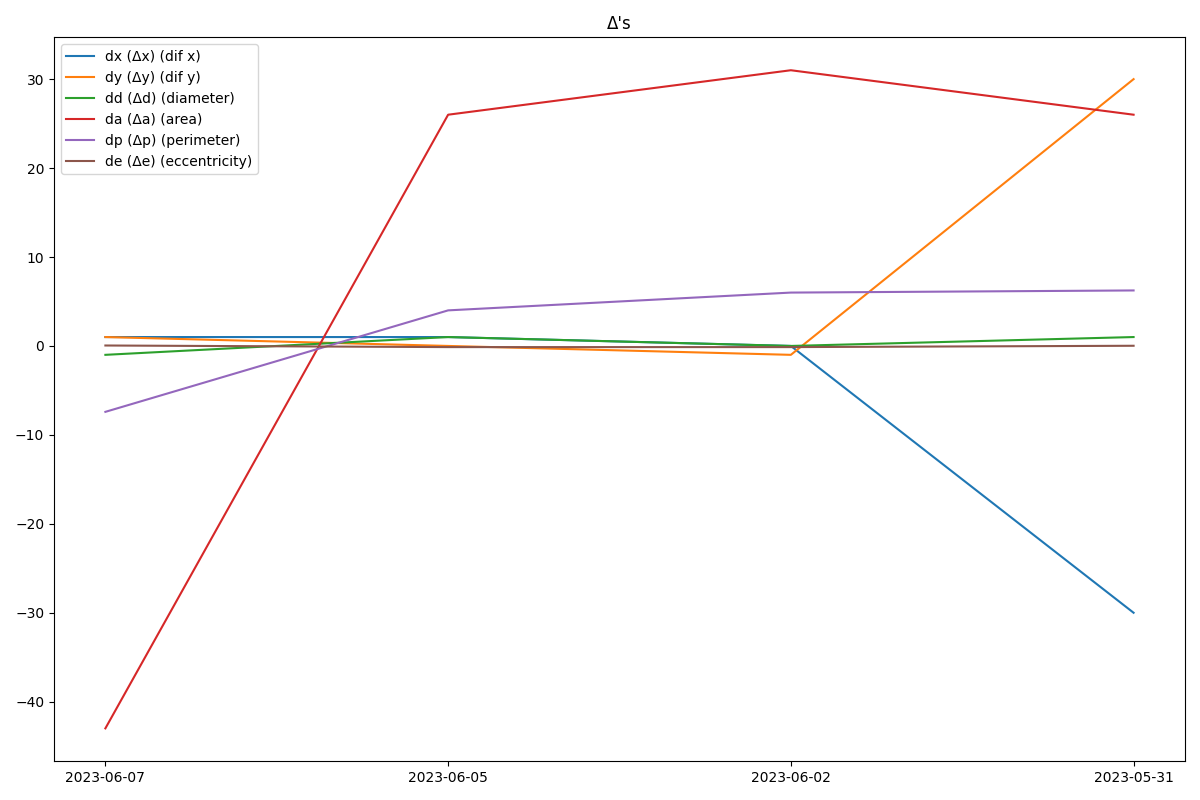 Δ's
dx (Δx) (dif x)
dy (Δy) (dif y)
dd (Δd) (diameter)
da (Δa) (area)
dp (Δp) (perimeter)
de (Δe) (eccentricity)
30
20
10
0
−10
−20
−30
−40
2023-06-07 2023-06-05 2023-06-02 2023-05-31